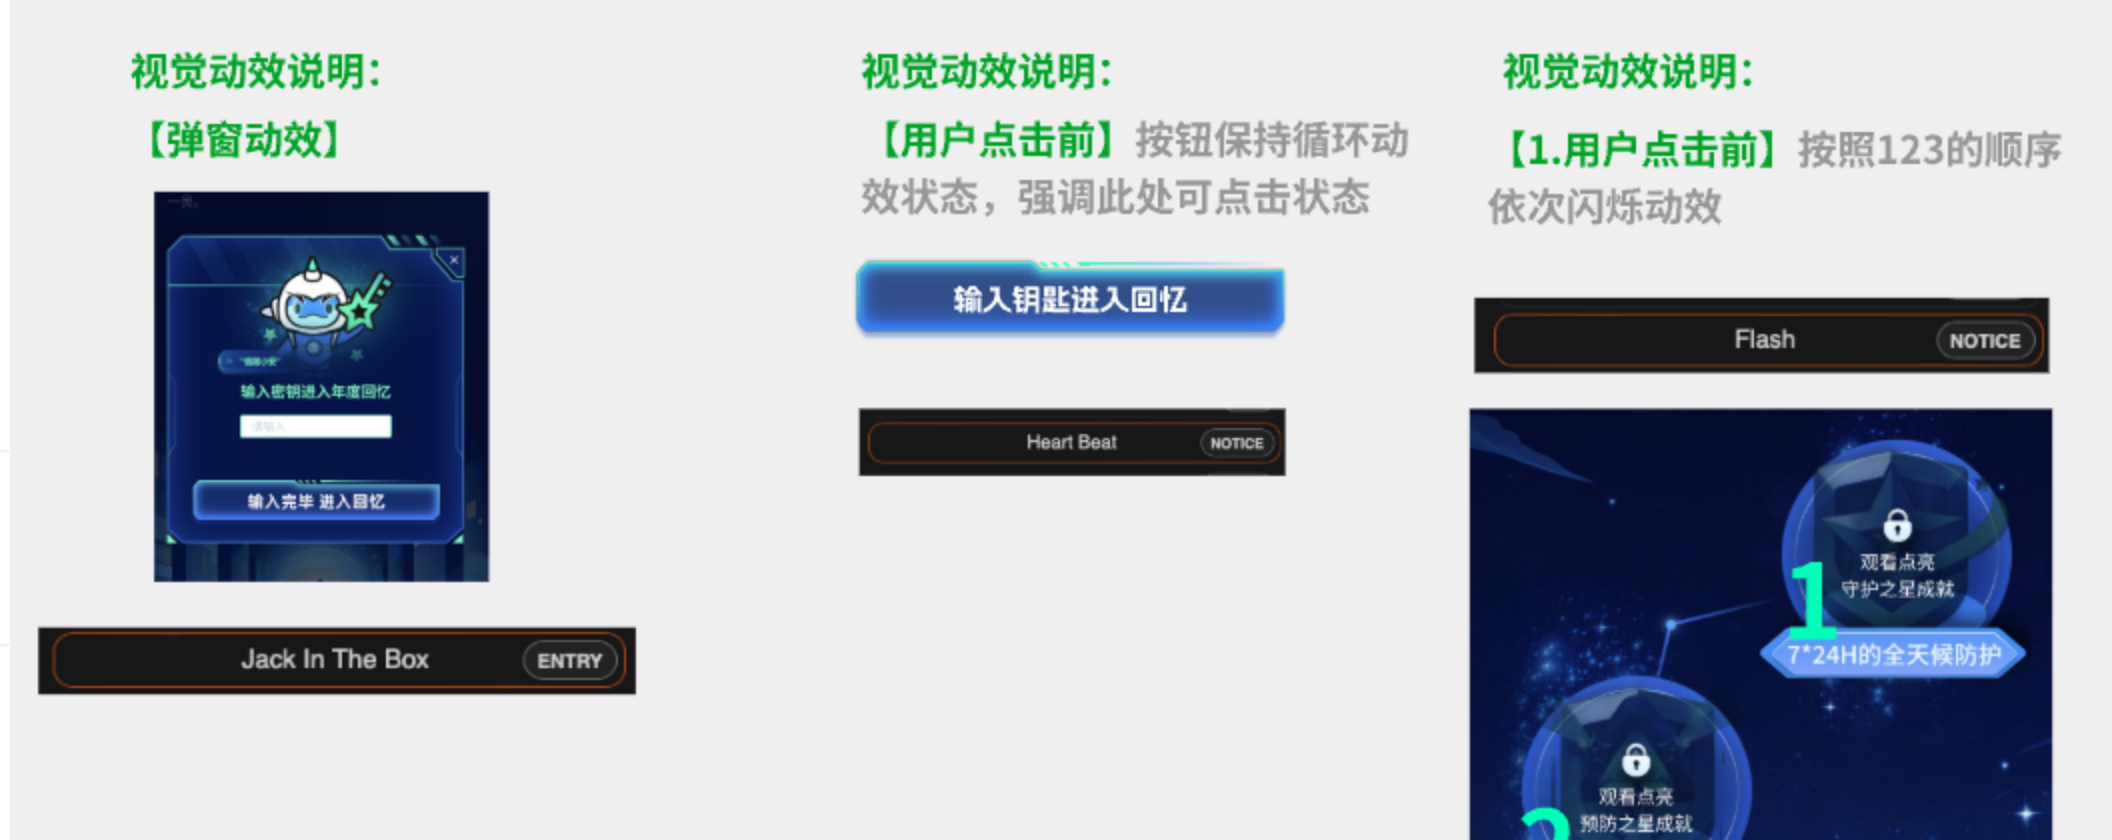 视觉动效说明：
【弹窗动效】
输入密钥进入年度回忆
请输入
输入完毕 进入回忆
Jack In The Box
ENTRY
视觉动效说明：
【用户点击前】按钮保持循环动
效状态，强调此处可点击状态
输入钥匙进入回忆
Heart Beat
NOTICE
视觉动效说明：
【1.用户点击前】按照123的顺序
依次闪烁动效
Flash
NOTICE
观看点亮
守护之星成就
1
7*24H的全天候防护
观看点亮
预防之星成就
2